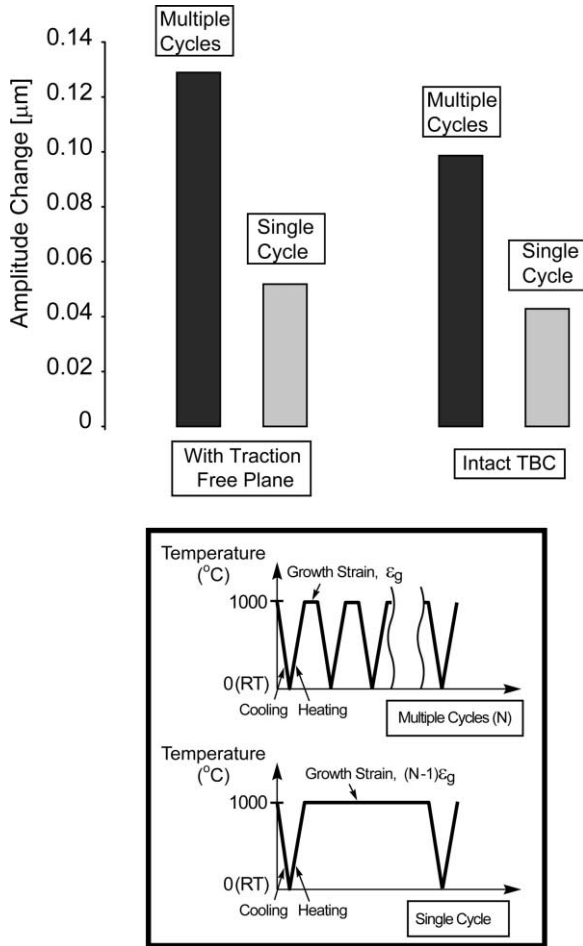 Multiple
Cycles
0.14
0.12
0.10
0.08
0.06
0.04
0.02
0
Amplitude Change [μm]
Single
Cycle
Multiple
Cycles
Single
Cycle
With Traction
Free Plane
Intact TBC
Temperature
(°C)
Growth Strain, εg
1000
0 (RT)
Cooling Heating
Multiple Cycles (N)
Temperature
(°C)
Growth Strain, (N-1)εg
1000
0 (RT)
Cooling Heating
Single Cycle